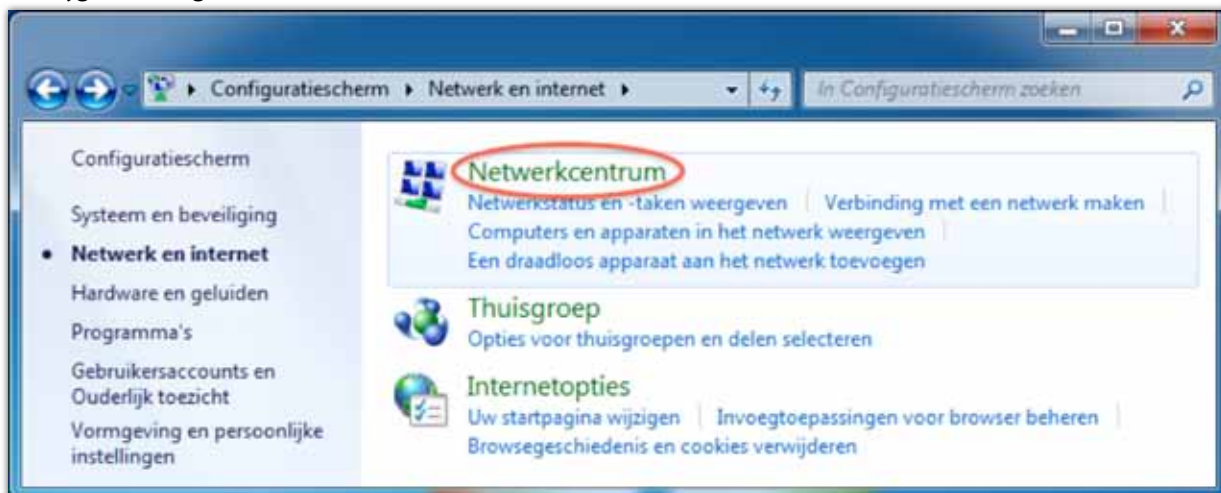 Configuratiescherm ▸ Netwerk en internet ▸
In Configuratiescherm zoeken
Configuratiescherm
Systeem en beveiliging
• Netwerk en internet
Hardware en geluiden
Programma's
Gebruikersaccounts en
Ouderlijk toezicht
Vormgeving en persoonlijke
instellingen
Netwerkcentrum
Netwerkstatus en -taken weergeven | Verbinding met een netwerk maken |
Computers en apparaten in het netwerk weergeven |
Een draadloos apparaat aan het netwerk toevoegen
Thuisgroep
Opties voor thuisgroepen en delen selecteren
Internetopties
Uw startpagina wijzigen | Invoegtoepassingen voor browser beheren |
Browsegeschiedenis en cookies verwijderen